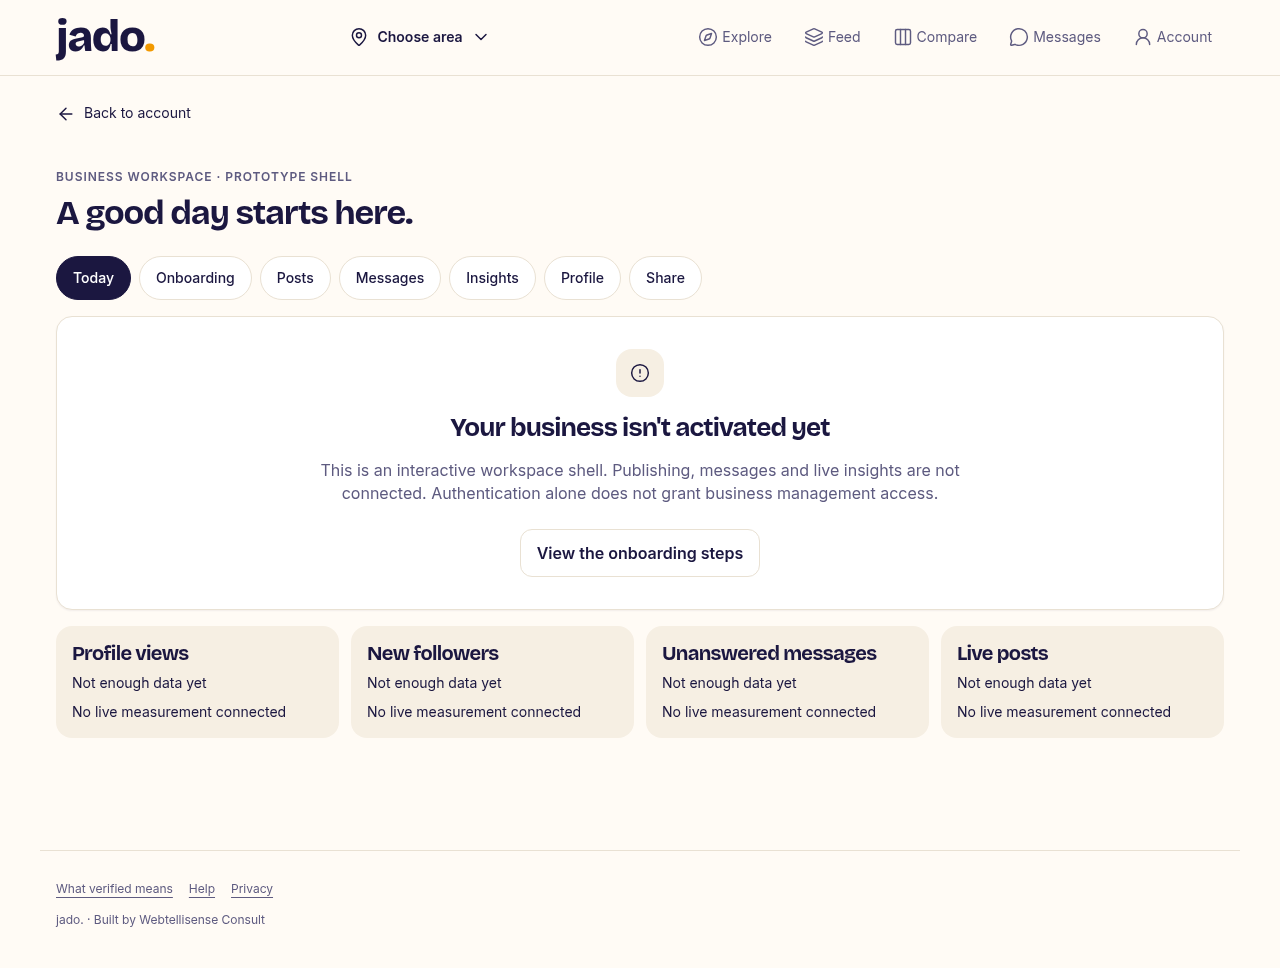 jado.
Choose area
Explore
Feed
Compare
Messages
Account
Back to account
BUSINESS WORKSPACE · PROTOTYPE SHELL
A good day starts here.
Today
Onboarding
Posts
Messages
Insights
Profile
Share
Your business isn't activated yet
This is an interactive workspace shell. Publishing, messages and live insights are not
connected. Authentication alone does not grant business management access.
View the onboarding steps
Profile views
Not enough data yet
No live measurement connected
New followers
Not enough data yet
No live measurement connected
Unanswered messages
Not enough data yet
No live measurement connected
Live posts
Not enough data yet
No live measurement connected
What verified means
Help
Privacy
jado. · Built by Webtellisense Consult